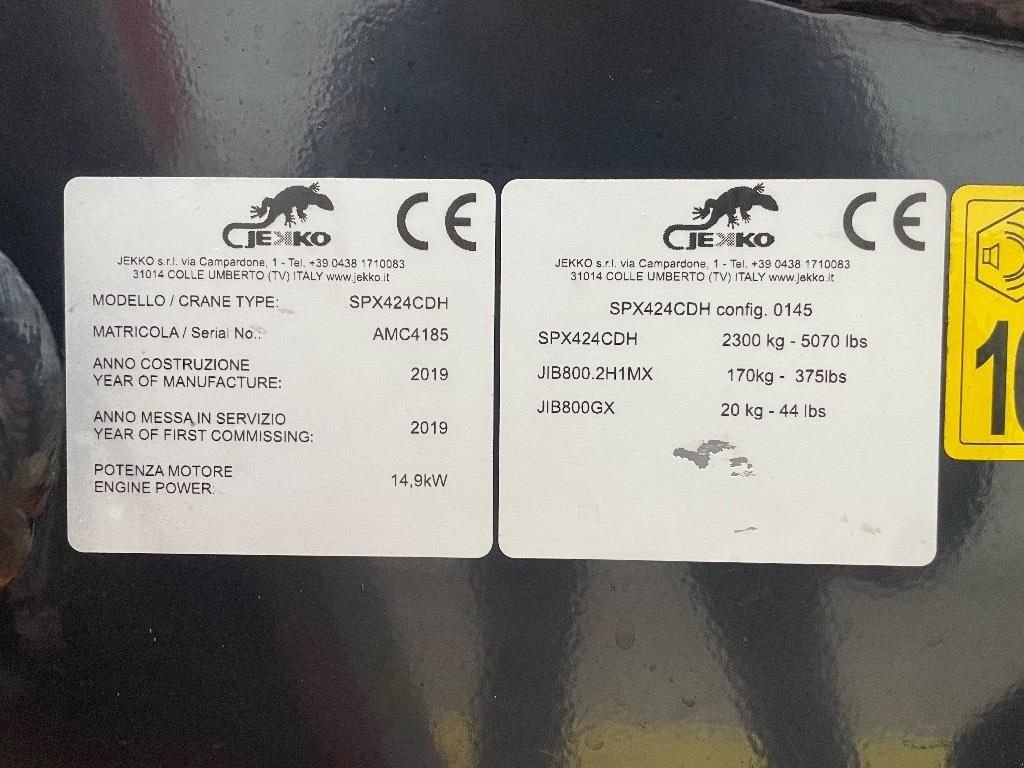 JEKKO
CE
JEKKO s.r.l. via Campardone, 1 - Tel. +39 0438 1710083
31014 COLLE UMBERTO (TV) ITALY www.jekko.it
MODELLO / CRANE TYPE: SPX424CDH
MATRICOLA / Serial No.: AMC4185
ANNO COSTRUZIONE
YEAR OF MANUFACTURE: 2019
ANNO MESSA IN SERVIZIO
YEAR OF FIRST COMMISSING: 2019
POTENZA MOTORE
ENGINE POWER: 14,9kW
JEKKO
CE
JEKKO s.r.l. via Campardone, 1 - Tel. +39 0438 1710083
31014 COLLE UMBERTO (TV) ITALY www.jekko.it
SPX424CDH config. 0145
SPX424CDH 2300 kg - 5070 lbs
JIB800.2H1MX 170kg - 375lbs
JIB800GX 20 kg - 44 lbs